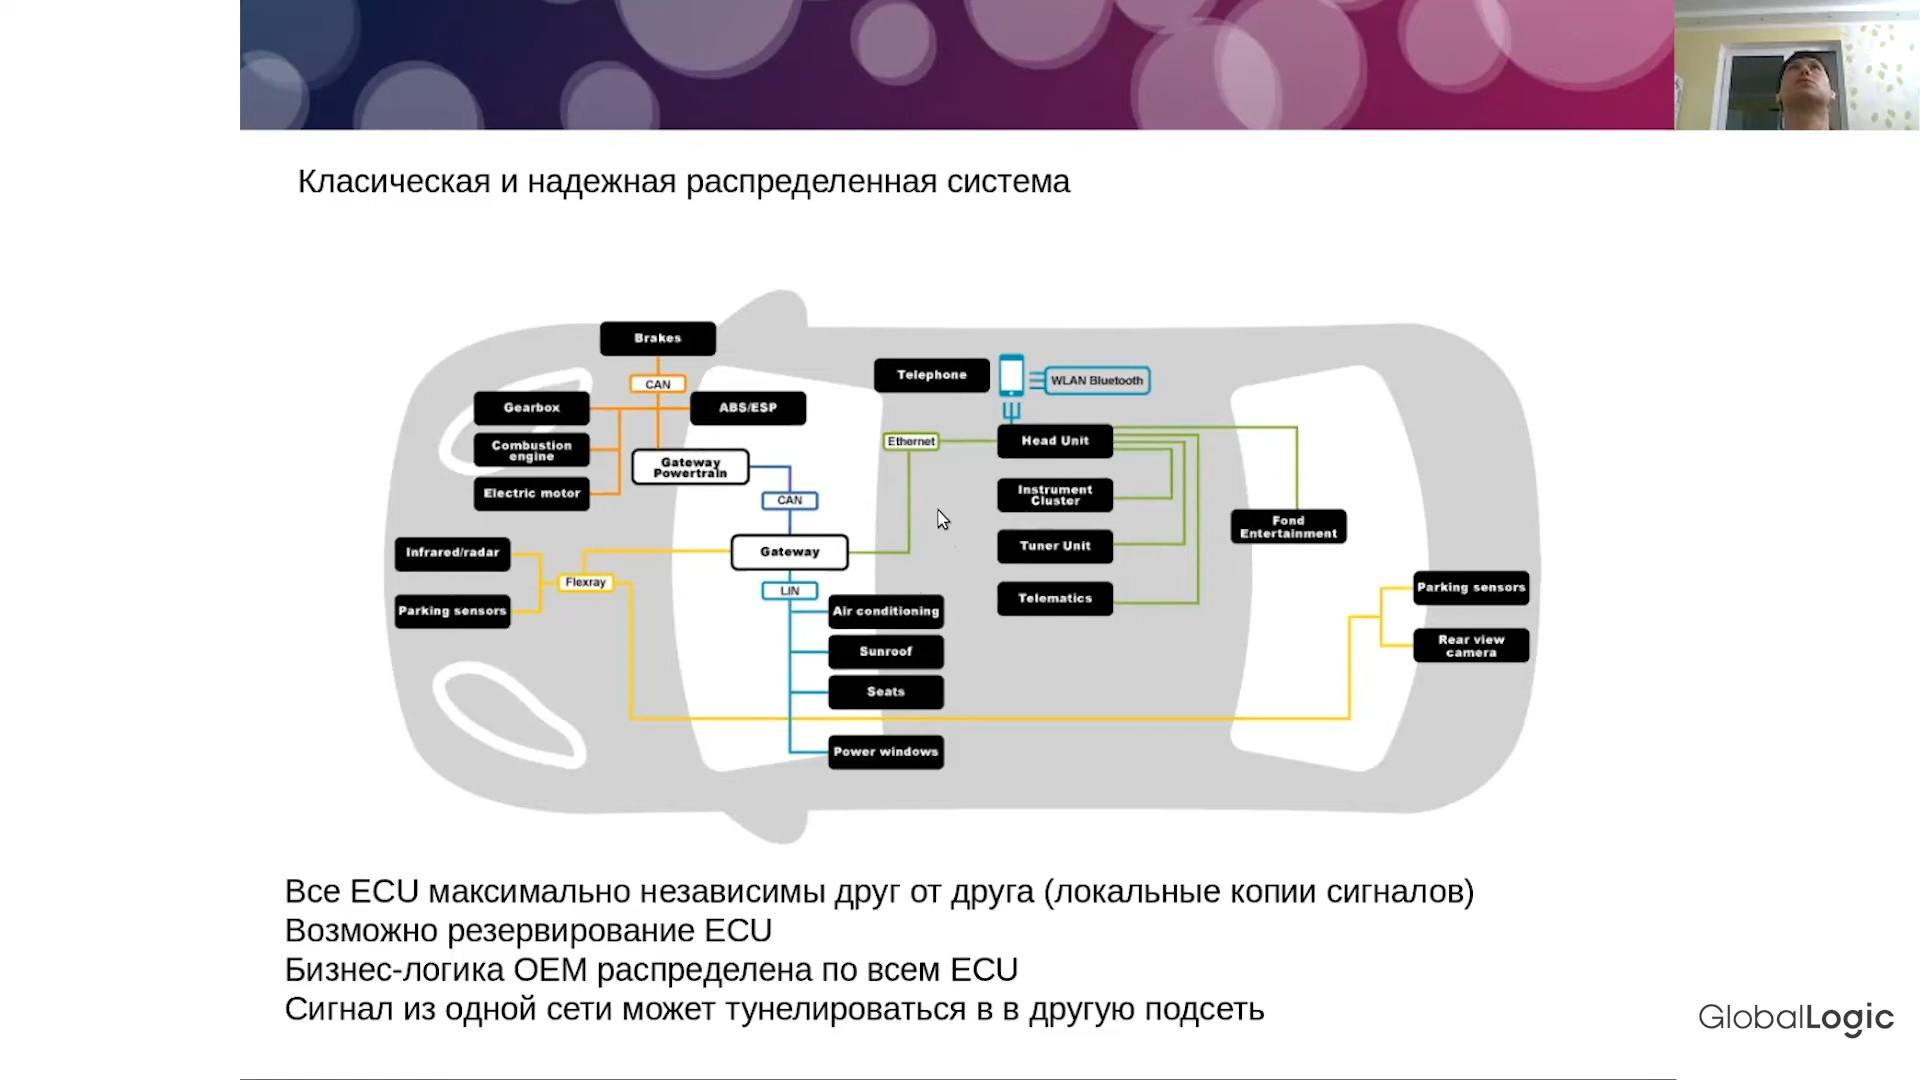 Класическая и надежная распределенная система
Brakes
CAN
Telephone
WLAN Bluetooth
Gearbox
ABS/ESP
Combustion
engine
Gateway
Powertrain
Ethernet
Head Unit
Electric motor
CAN
Instrument
Cluster
Fond
Entertainment
Infrared/radar
Gateway
Tuner Unit
Flexray
LIN
Parking sensors
Parking sensors
Air conditioning
Telematics
Sunroof
Rear view
camera
Seats
Power windows
Все ECU максимально независимы друг от друга (локальные копии сигналов)
Возможно резервирование ECU
Бизнес-логика OEM распределена по всем ECU
Сигнал из одной сети может тунелироваться в в другую подсеть
GlobalLogic